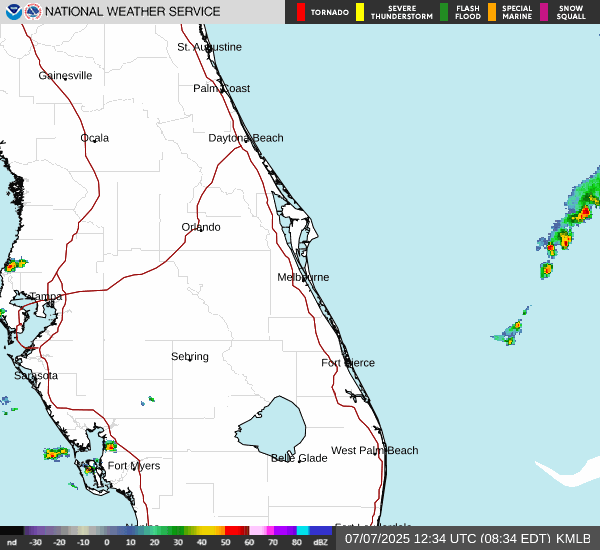 NATIONAL WEATHER SERVICE
TORNADO
SEVERE
THUNDERSTORM
FLASH
FLOOD
SPECIAL
MARINE
SNOW
SQUALL
St. Augustine
Gainesville
Palm Coast
Ocala
Daytona Beach
Orlando
Melbourne
Tampa
Sebring
Fort Pierce
Sarasota
West Palm Beach
Belle Glade
Fort Myers
nd -30 -20 -10 0 10 20 30 40 50 60 70 80 dBZ
07/07/2025 12:34 UTC (08:34 EDT) KMLB